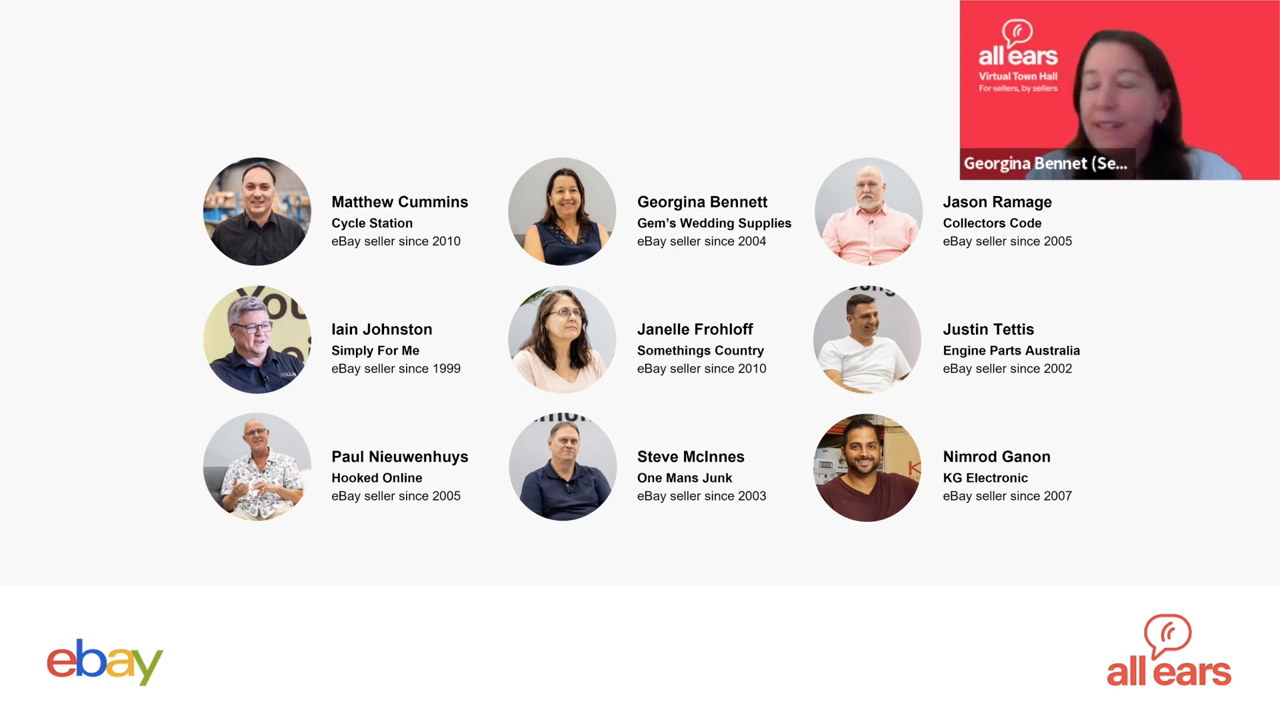 all ears
Virtual Town Hall
For sellers, by sellers
Georgina Bennet (Se...
Matthew Cummins
Cycle Station
eBay seller since 2010
Georgina Bennett
Gem's Wedding Supplies
eBay seller since 2004
Jason Ramage
Collectors Code
eBay seller since 2005
Iain Johnston
Simply For Me
eBay seller since 1999
Janelle Frohloff
Somethings Country
eBay seller since 2010
Justin Tettis
Engine Parts Australia
eBay seller since 2002
Paul Nieuwenhuys
Hooked Online
eBay seller since 2005
Steve McInnes
One Mans Junk
eBay seller since 2003
Nimrod Ganon
KG Electronic
eBay seller since 2007
ebay
all ears